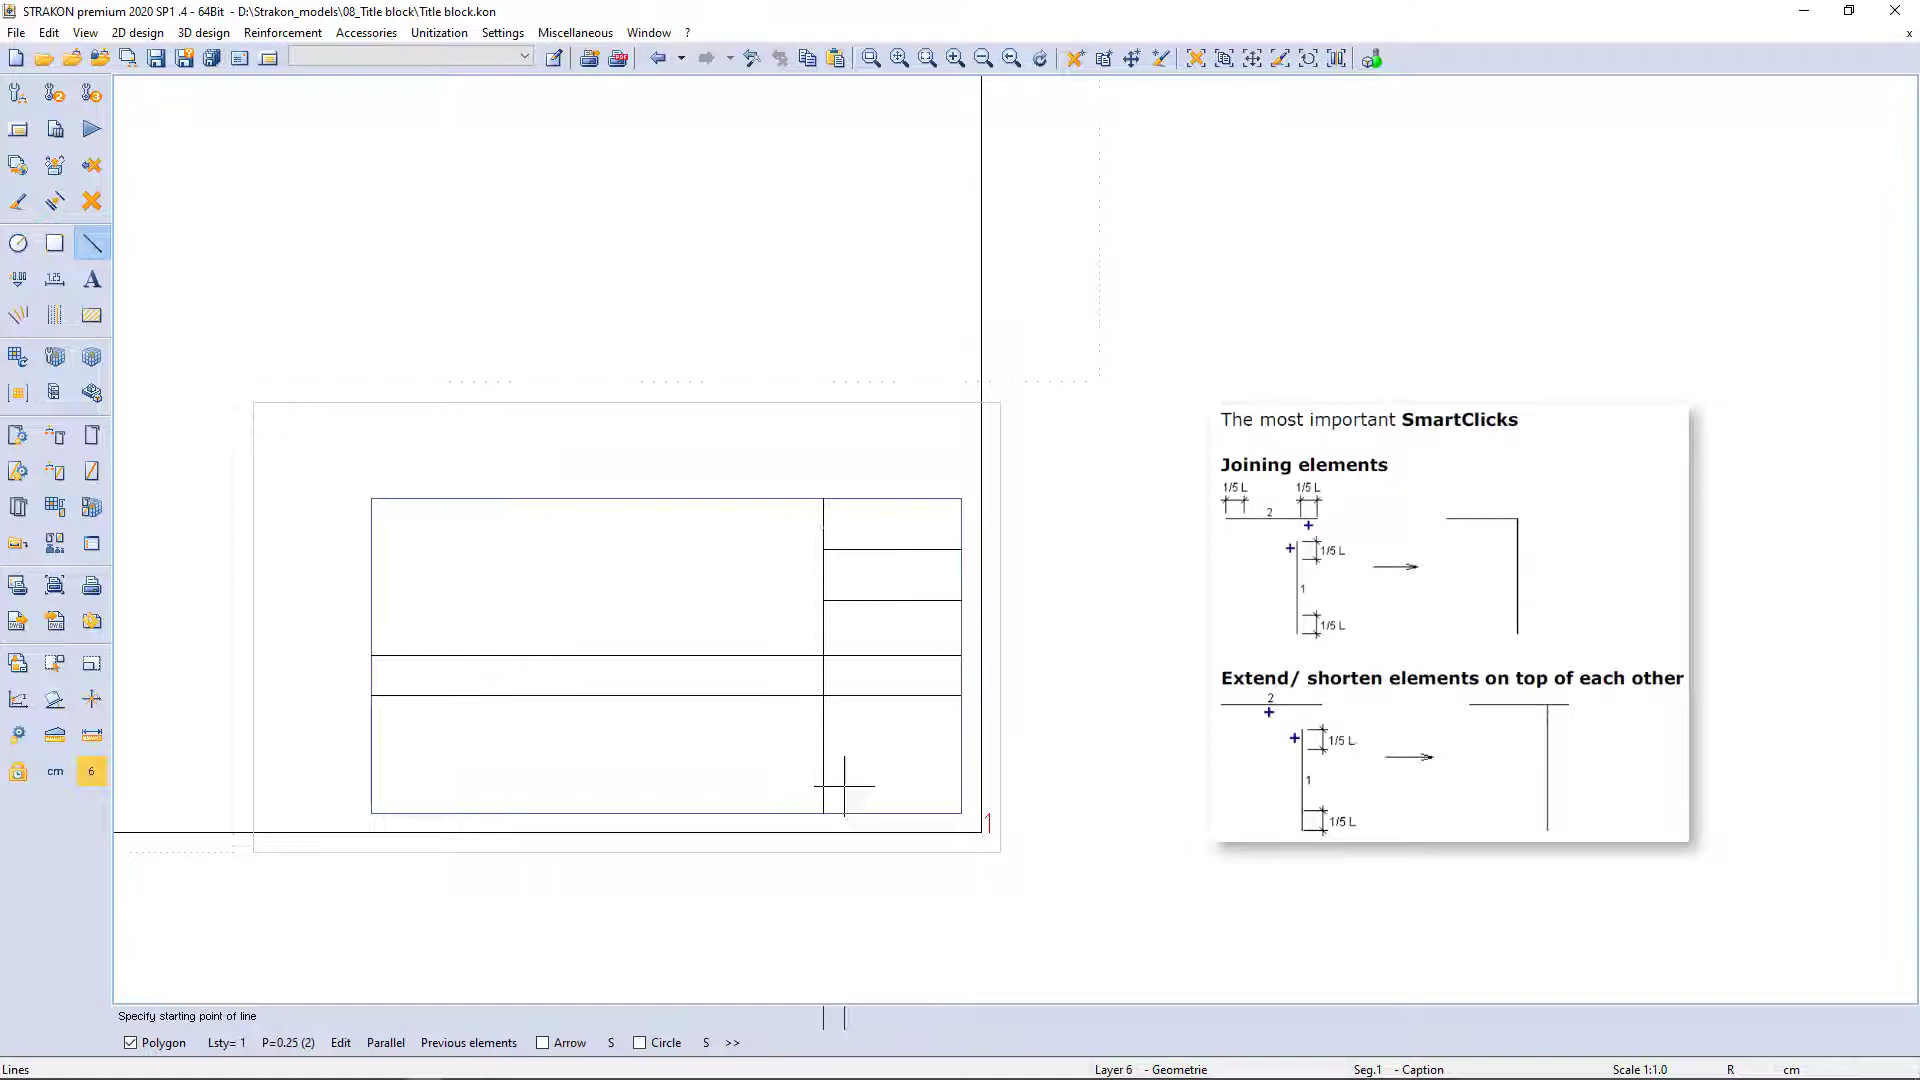 STRAKON premium 2020 SP1 .4 - 64Bit - D:\Strakon_models\08_Title block\Title block.kon
File Edit View 2D design 3D design Reinforcement Accessories Unitization Settings Miscellaneous Window ?
The most important SmartClicks
Joining elements
1/5 L 1/5 L
2
1/5 L
1
1/5 L
Extend/ shorten elements on top of each other
2
1/5 L
1
1/5 L
1
cm 6
Specify starting point of line
Polygon Lsty= 1 P=0.25 (2) Edit Parallel Previous elements Arrow S Circle S >>
Lines Layer 6 - Geometrie Seg.1 - Caption Scale 1:1.0 R cm